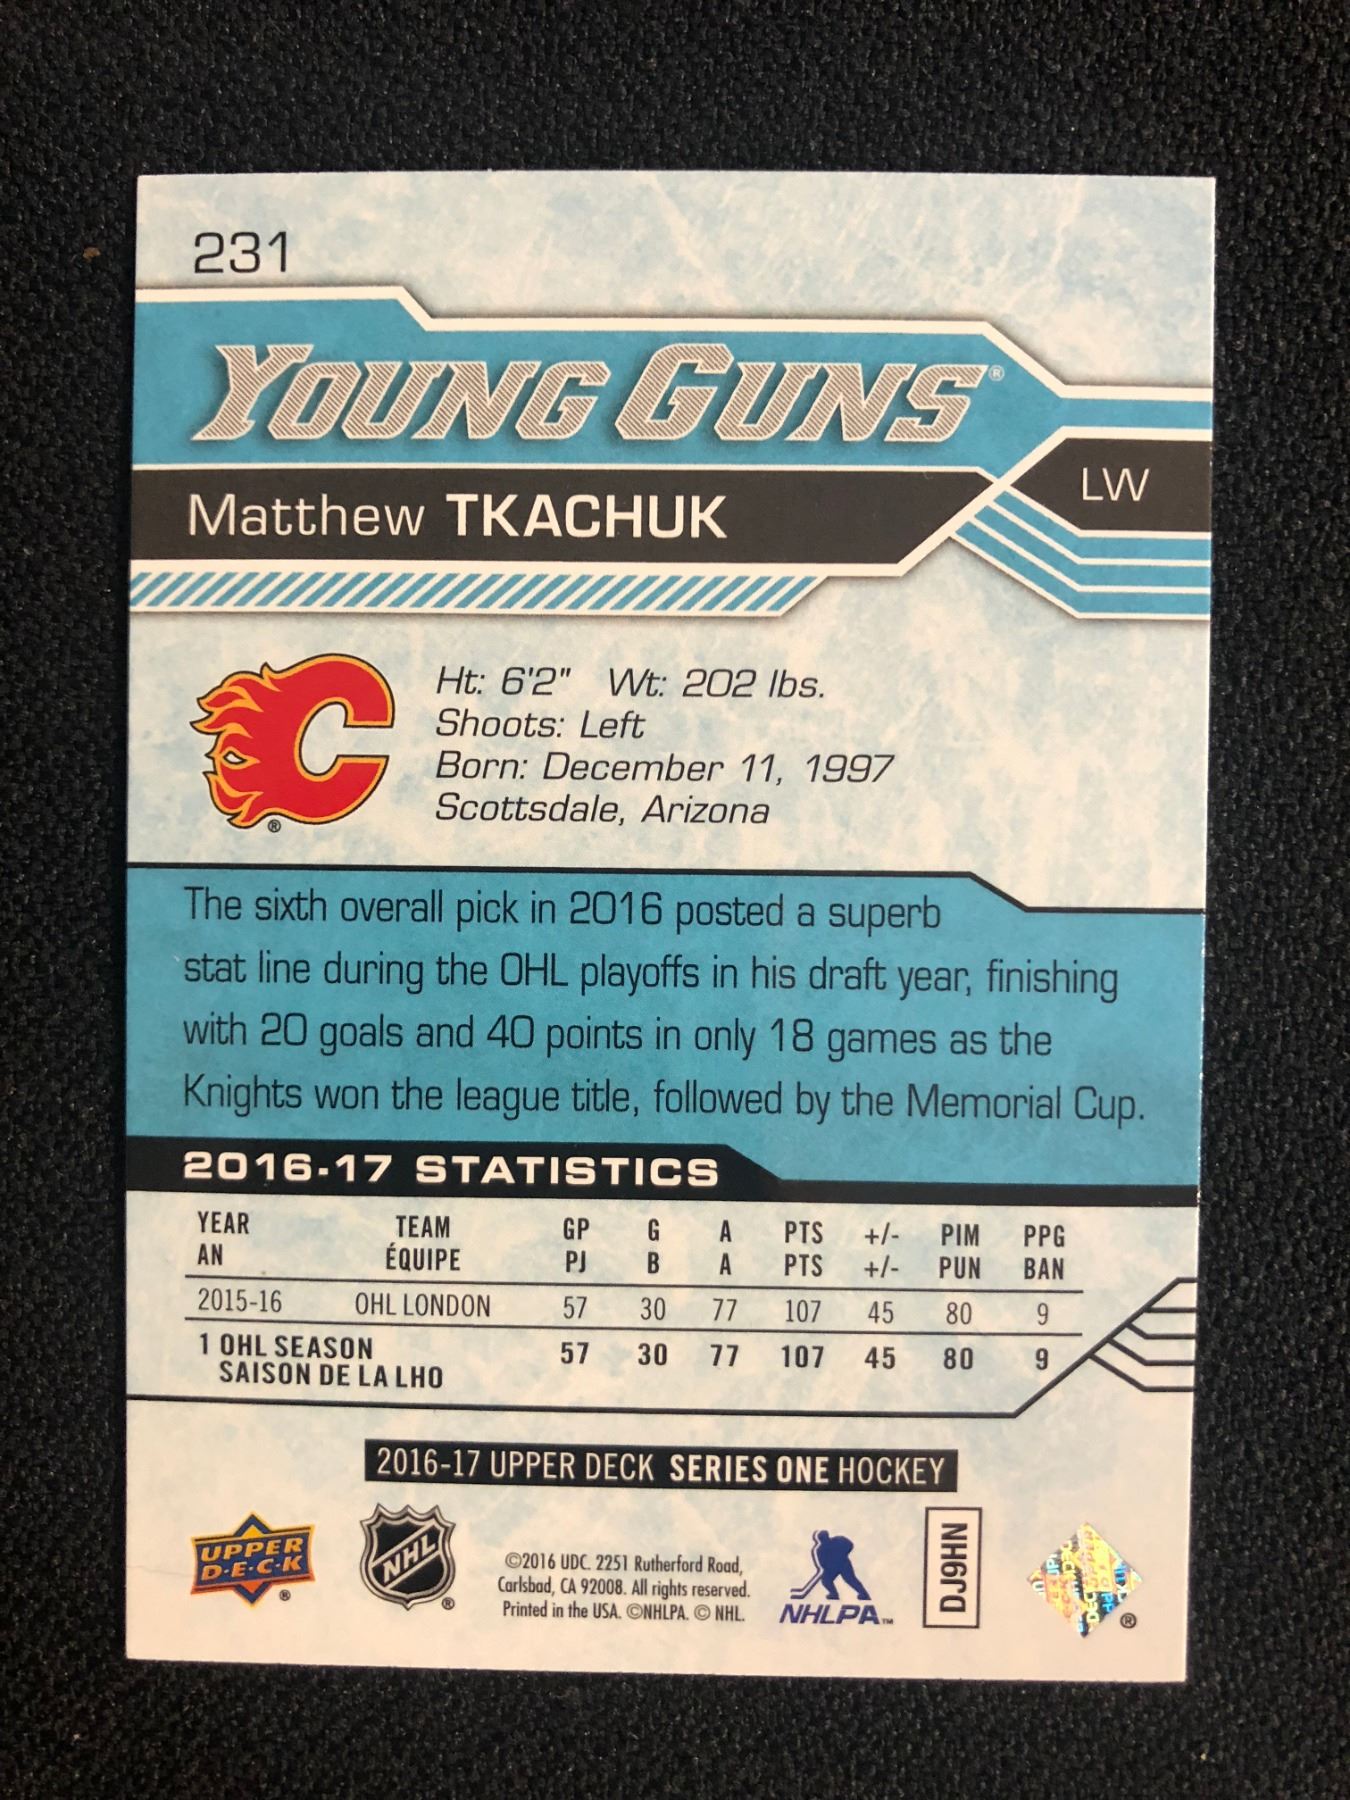 231
YOUNG GUNS®
LW
Matthew TKACHUK
Ht: 6'2" Wt: 202 lbs.
Shoots: Left
Born: December 11, 1997
Scottsdale, Arizona
®
The sixth overall pick in 2016 posted a superb
stat line during the OHL playoffs in his draft year, finishing
with 20 goals and 40 points in only 18 games as the
Knights won the league title, followed by the Memorial Cup.
2016-17 STATISTICS
YEAR TEAM GP G A PTS +/- PIM PPG
AN ÉQUIPE PJ B A PTS +/- PUN BAN
2015-16 OHL LONDON 57 30 77 107 45 80 9
1 OHL SEASON 57 30 77 107 45 80 9
SAISON DE LA LHO
2016-17 UPPER DECK SERIES ONE HOCKEY
UPPER
D·E·C·K
®
NHL
®
©2016 UDC. 2251 Rutherford Road,
Carlsbad, CA 92008. All rights reserved.
Printed in the USA. ©NHLPA. © NHL.
NHLPA™
DJ9HN
®